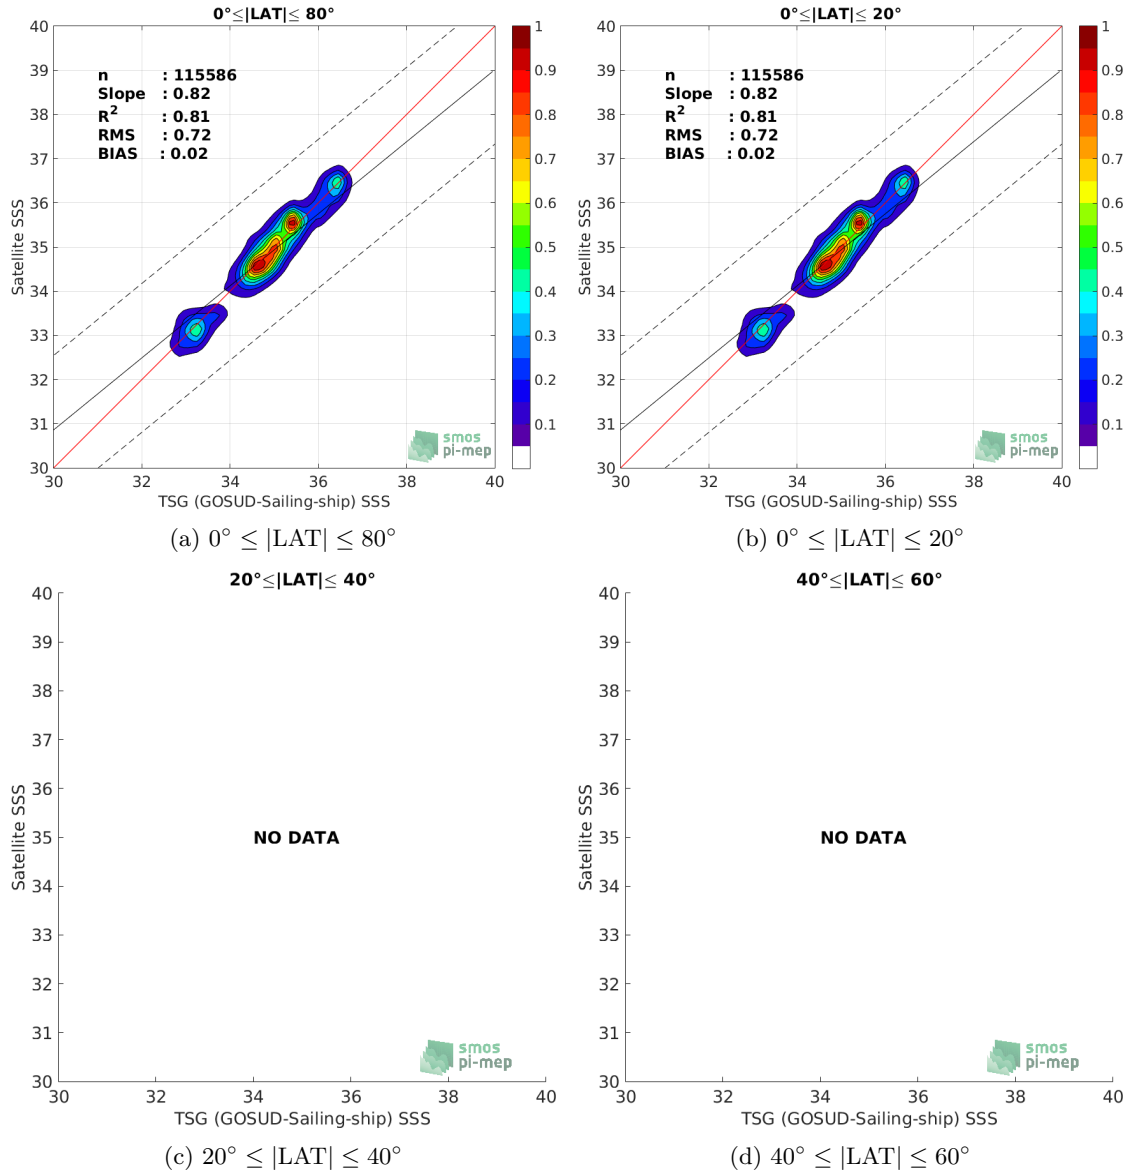 0°≤|LAT|≤ 80°
40
39
38
37
36
35
34
33
32
31
30
Satellite SSS
n : 115586
Slope : 0.82
R² : 0.81
RMS : 0.72
BIAS : 0.02
smos
pi-mep
30 32 34 36 38 40
TSG (GOSUD-Sailing-ship) SSS
1
0.9
0.8
0.7
0.6
0.5
0.4
0.3
0.2
0.1
(a) 0° ≤ |LAT| ≤ 80°
0°≤|LAT|≤ 20°
40
39
38
37
36
35
34
33
32
31
30
Satellite SSS
n : 115586
Slope : 0.82
R² : 0.81
RMS : 0.72
BIAS : 0.02
smos
pi-mep
30 32 34 36 38 40
TSG (GOSUD-Sailing-ship) SSS
1
0.9
0.8
0.7
0.6
0.5
0.4
0.3
0.2
0.1
(b) 0° ≤ |LAT| ≤ 20°
20°≤|LAT|≤ 40°
40
39
38
37
36
35
34
33
32
31
30
Satellite SSS
NO DATA
smos
pi-mep
30 32 34 36 38 40
TSG (GOSUD-Sailing-ship) SSS
(c) 20° ≤ |LAT| ≤ 40°
40°≤|LAT|≤ 60°
40
39
38
37
36
35
34
33
32
31
30
Satellite SSS
NO DATA
smos
pi-mep
30 32 34 36 38 40
TSG (GOSUD-Sailing-ship) SSS
(d) 40° ≤ |LAT| ≤ 60°